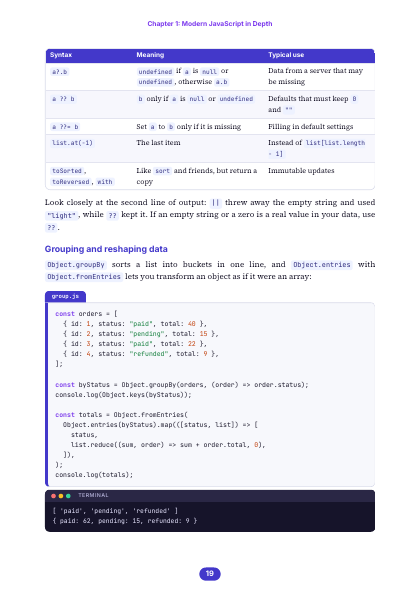 Chapter 1: Modern JavaScript in Depth
Syntax Meaning Typical use
a?.b undefined if a is null or undefined, otherwise a.b Data from a server that may be missing
a ?? b b only if a is null or undefined Defaults that must keep 0 and ""
a ??= b Set a to b only if it is missing Filling in default settings
list.at(-1) The last item Instead of list[list.length - 1]
toSorted, toReversed, with Like sort and friends, but return a copy Immutable updates
Look closely at the second line of output: || threw away the empty string and used
"light", while ?? kept it. If an empty string or a zero is a real value in your data, use
??.
Grouping and reshaping data
Object.groupBy sorts a list into buckets in one line, and Object.entries with
Object.fromEntries lets you transform an object as if it were an array:
group.js
const orders = [
  { id: 1, status: "paid", total: 40 },
  { id: 2, status: "pending", total: 15 },
  { id: 3, status: "paid", total: 22 },
  { id: 4, status: "refunded", total: 9 },
];
const byStatus = Object.groupBy(orders, (order) => order.status);
console.log(Object.keys(byStatus));
const totals = Object.fromEntries(
  Object.entries(byStatus).map(([status, list]) => [
    status,
    list.reduce((sum, order) => sum + order.total, 0),
  ]),
);
console.log(totals);
TERMINAL
[ 'paid', 'pending', 'refunded' ]
{ paid: 62, pending: 15, refunded: 9 }
19